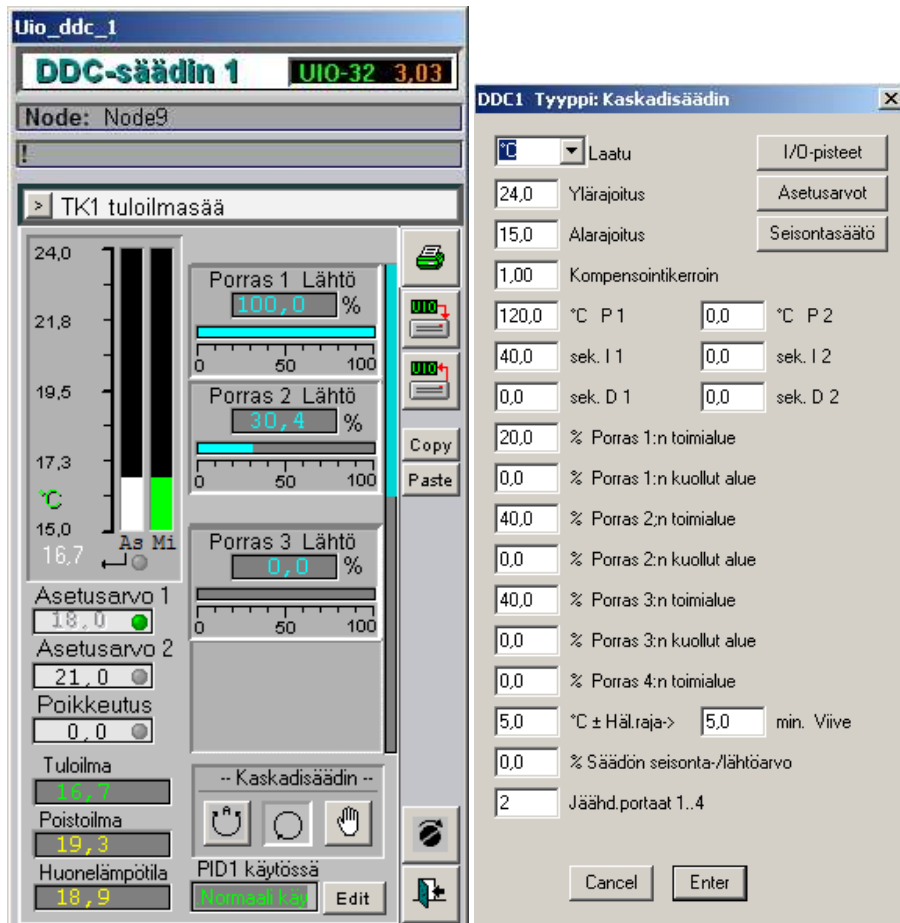 Uio_ddc_1
DDC-säädin 1 UIO-32 3,03
Node: Node9
!
> TK1 tuloilmasää
24,0
21,8
19,5
17,3
°C
15,0
As Mi
16,7
Porras 1 Lähtö
100,0 %
0 50 100
Porras 2 Lähtö
30,4 %
0 50 100
Porras 3 Lähtö
0,0 %
0 50 100
UIO
UIO
Copy
Paste
Asetusarvo 1
18,0
Asetusarvo 2
21,0
Poikkeutus
0,0
Tuloilma
16,7
Poistoilma
19,3
Huonelämpötila
18,9
-- Kaskadisäädin --
A
PID1 käytössä
Normaali käy Edit
DDC1 Tyyppi: Kaskadisäädin X
°C Laatu I/O-pisteet
24,0 Ylärajoitus Asetusarvot
15,0 Alarajoitus Seisontasäätö
1,00 Kompensointikerroin
120,0 °C P 1 0,0 °C P 2
40,0 sek. I 1 0,0 sek. I 2
0,0 sek. D 1 0,0 sek. D 2
20,0 % Porras 1:n toimialue
0,0 % Porras 1:n kuollut alue
40,0 % Porras 2;n toimialue
0,0 % Porras 2:n kuollut alue
40,0 % Porras 3:n toimialue
0,0 % Porras 3:n kuollut alue
0,0 % Porras 4:n toimialue
5,0 °C ± Häl.raja-> 5,0 min. Viive
0,0 % Säädön seisonta-/lähtöarvo
2 Jäähd.portaat 1..4
Cancel Enter